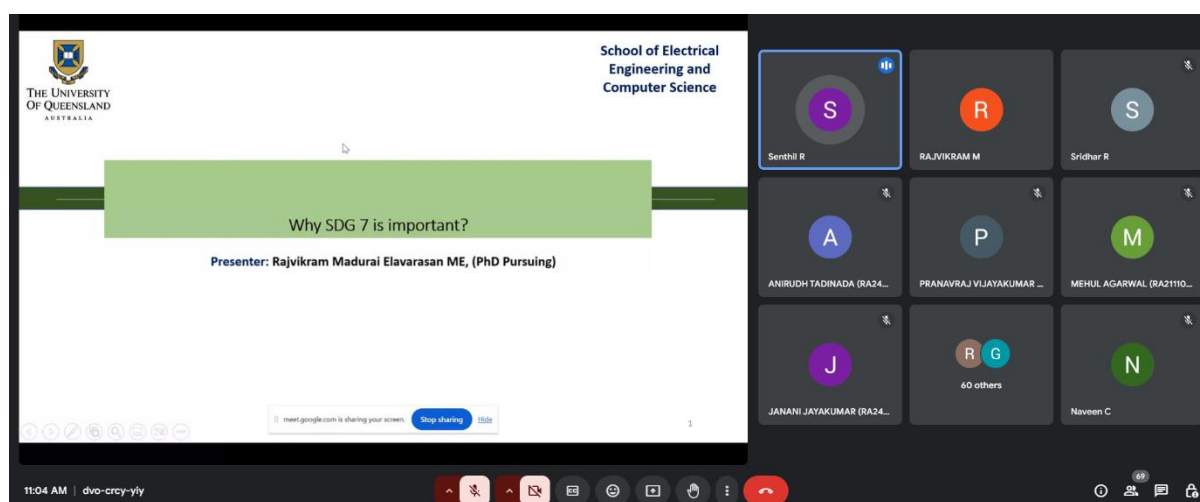 THE UNIVERSITY
OF QUEENSLAND
AUSTRALIA
School of Electrical
Engineering and
Computer Science
Why SDG 7 is important?
Presenter: Rajvikram Madurai Elavarasan ME, (PhD Pursuing)
meet.google.com is sharing your screen.
Stop sharing
Hide
1
S
Senthil R
R
RAJVIKRAM M
S
Sridhar R
A
ANIRUDH TADINADA (RA24...
P
PRANAVRAJ VIJAYAKUMAR ...
M
MEHUL AGARWAL (RA21110...
J
JANANI JAYAKUMAR (RA24...
R G
60 others
N
Naveen C
11:04 AM | dvo-crcy-yiy
69